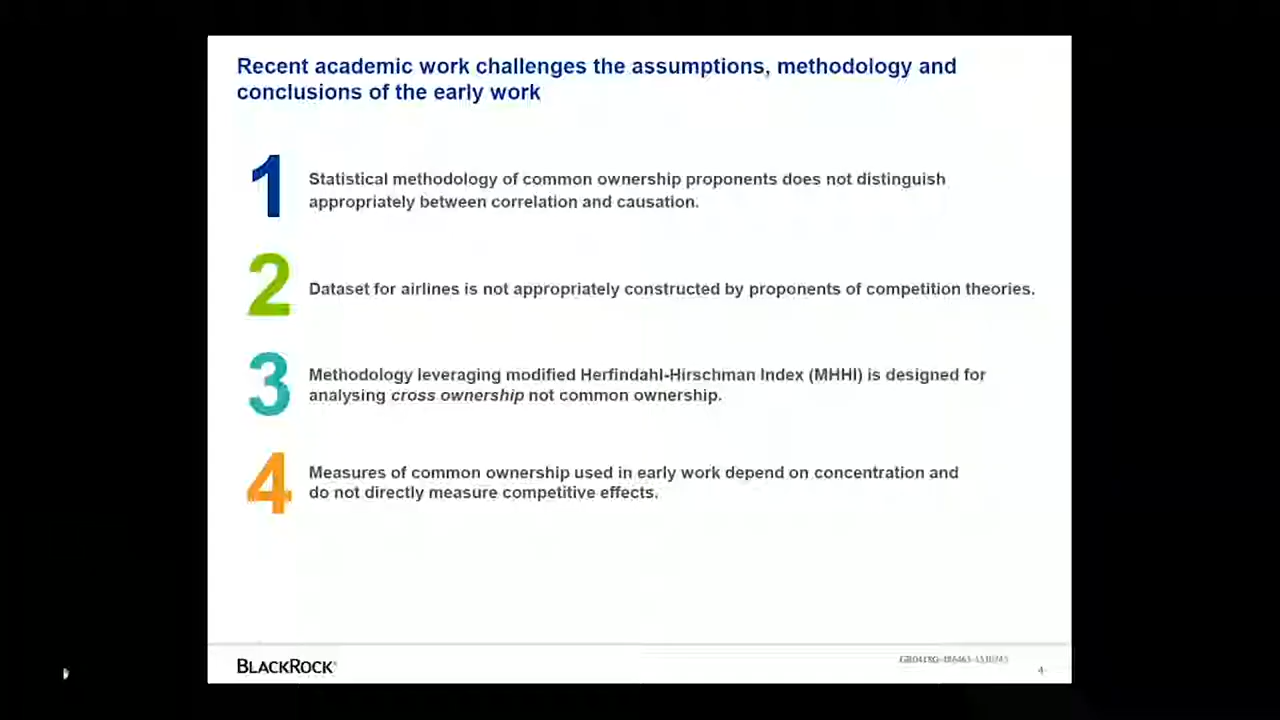 Recent academic work challenges the assumptions, methodology and
conclusions of the early work
1
Statistical methodology of common ownership proponents does not distinguish
appropriately between correlation and causation.
2
Dataset for airlines is not appropriately constructed by proponents of competition theories.
3
Methodology leveraging modified Herfindahl-Hirschman Index (MHHI) is designed for
analysing cross ownership not common ownership.
4
Measures of common ownership used in early work depend on concentration and
do not directly measure competitive effects.
BLACKROCK
4